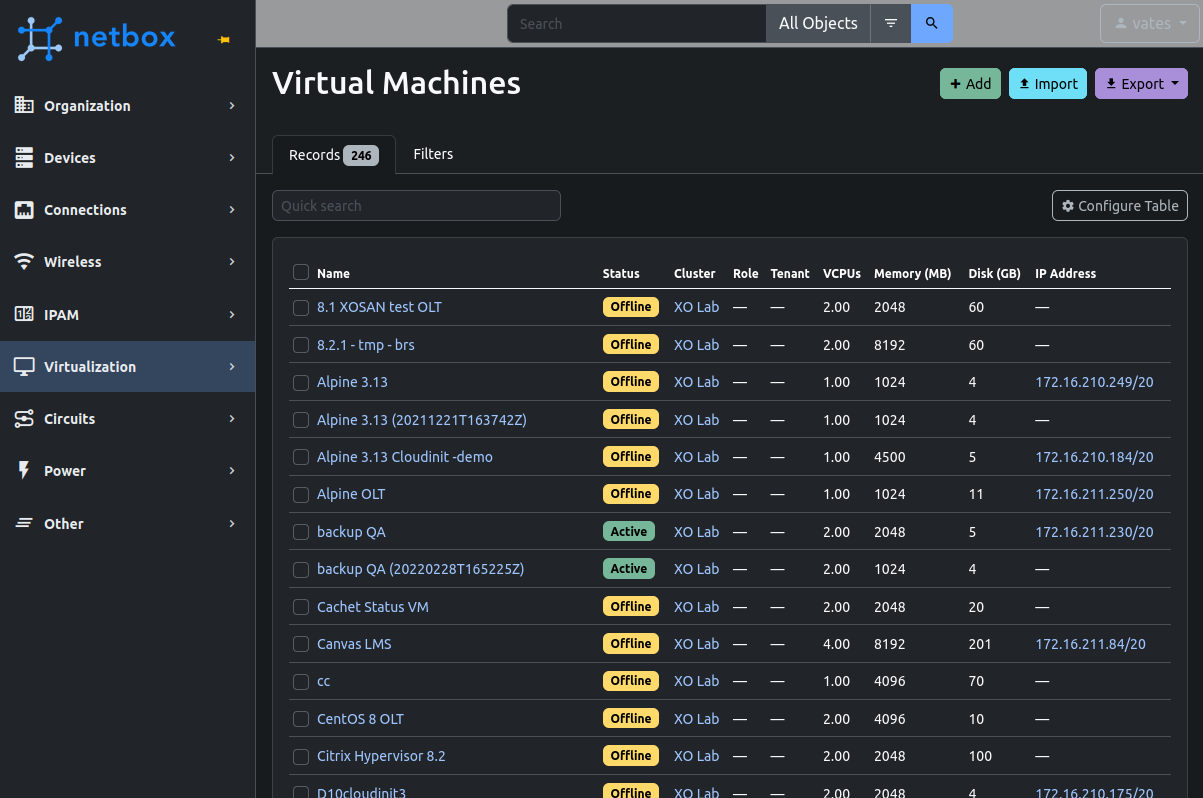 netbox
Search
All Objects
vates
Organization
Devices
Connections
Wireless
IPAM
Virtualization
Circuits
Power
Other
Virtual Machines
Add
Import
Export
Records 246
Filters
Quick search
Configure Table
Name Status Cluster Role Tenant VCPUs Memory (MB) Disk (GB) IP Address
8.1 XOSAN test OLT Offline XO Lab — — 2.00 2048 60 —
8.2.1 - tmp - brs Offline XO Lab — — 2.00 8192 60 —
Alpine 3.13 Offline XO Lab — — 1.00 1024 4 172.16.210.249/20
Alpine 3.13 (20211221T163742Z) Offline XO Lab — — 1.00 1024 4 —
Alpine 3.13 Cloudinit -demo Offline XO Lab — — 1.00 4500 5 172.16.210.184/20
Alpine OLT Offline XO Lab — — 1.00 1024 11 172.16.211.250/20
backup QA Active XO Lab — — 2.00 2048 5 172.16.211.230/20
backup QA (20220228T165225Z) Active XO Lab — — 2.00 1024 4 —
Cachet Status VM Offline XO Lab — — 2.00 2048 20 —
Canvas LMS Offline XO Lab — — 4.00 8192 201 172.16.211.84/20
cc Offline XO Lab — — 1.00 4096 70 —
CentOS 8 OLT Offline XO Lab — — 2.00 4096 10 —
Citrix Hypervisor 8.2 Offline XO Lab — — 2.00 2048 100 —
D10cloudinit3 Offline XO Lab — — 2.00 2048 4 172.16.210.175/20